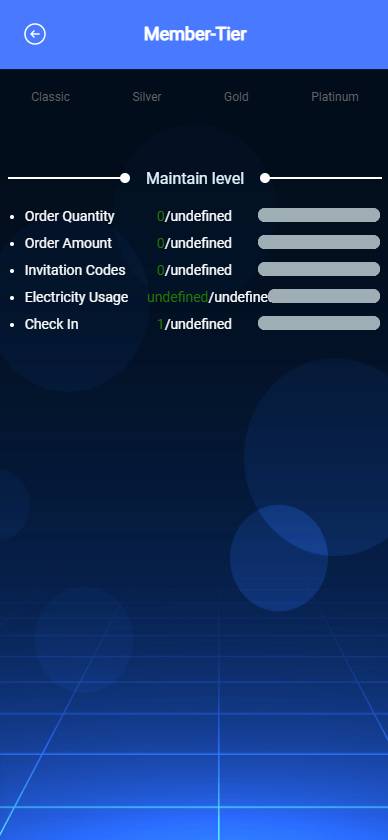 Member-Tier
Classic Silver Gold Platinum
Maintain level
• Order Quantity 0/undefined
• Order Amount 0/undefined
• Invitation Codes 0/undefined
• Electricity Usage undefined/undefine
• Check In 1/undefined